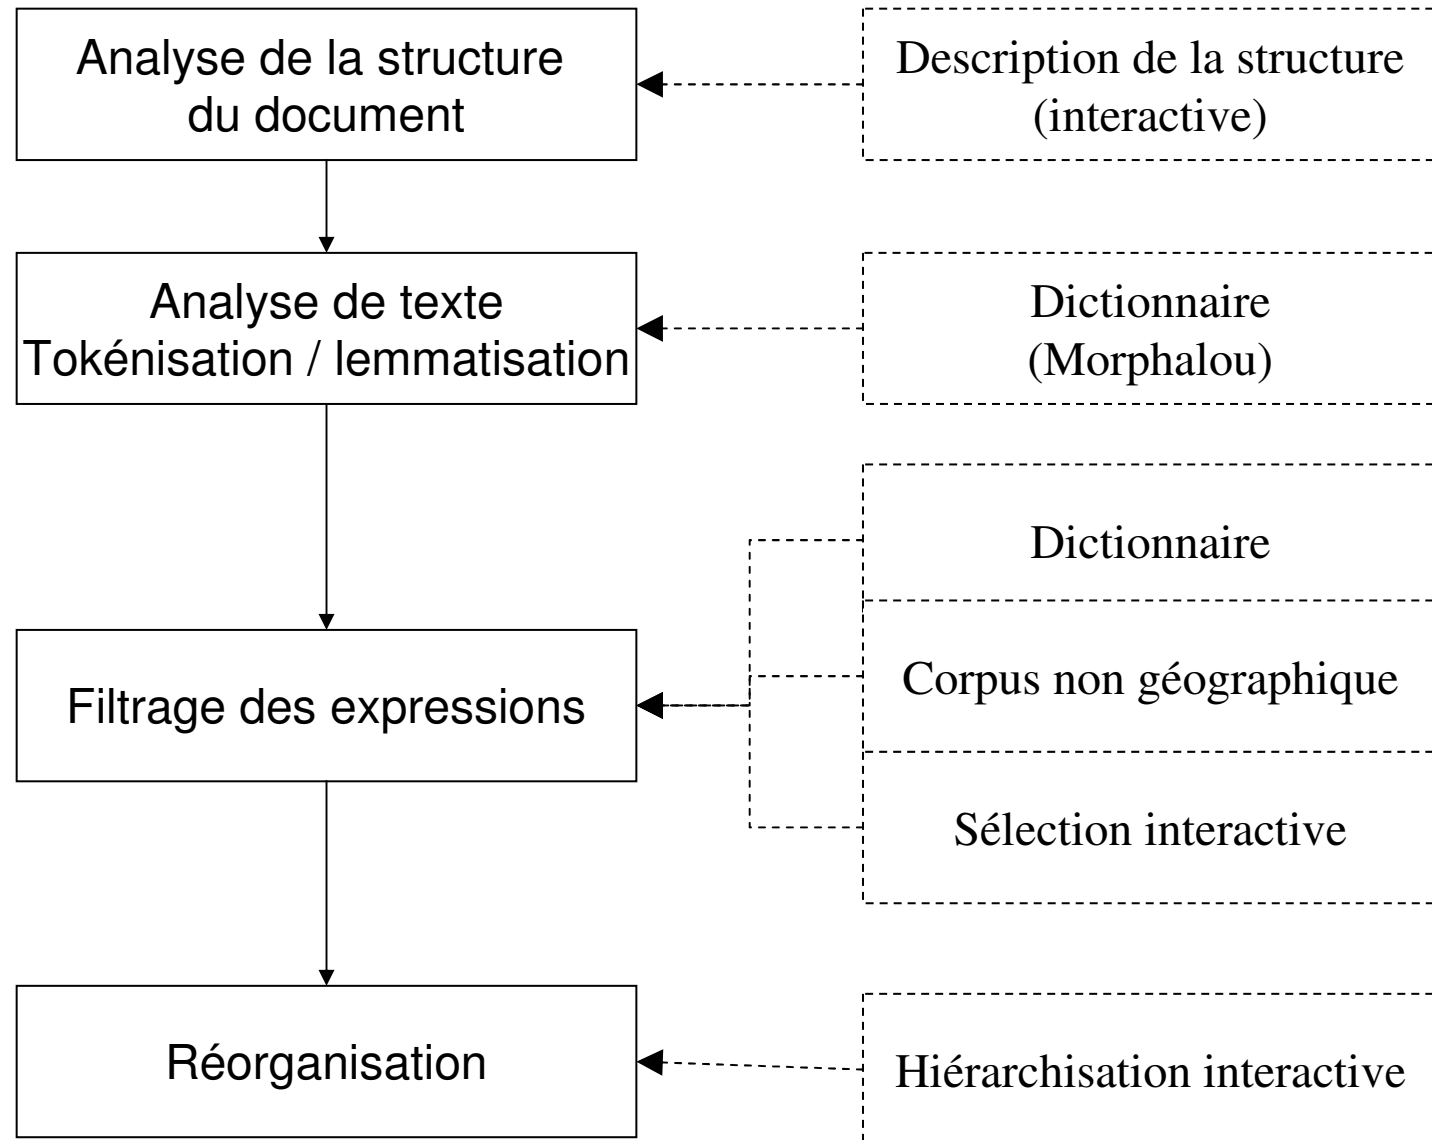 Analyse de la structure
du document
Description de la structure
(interactive)
Analyse de texte
Tokénisation / lemmatisation
Dictionnaire
(Morphalou)
Dictionnaire
Corpus non géographique
Filtrage des expressions
Sélection interactive
Réorganisation
Hiérarchisation interactive